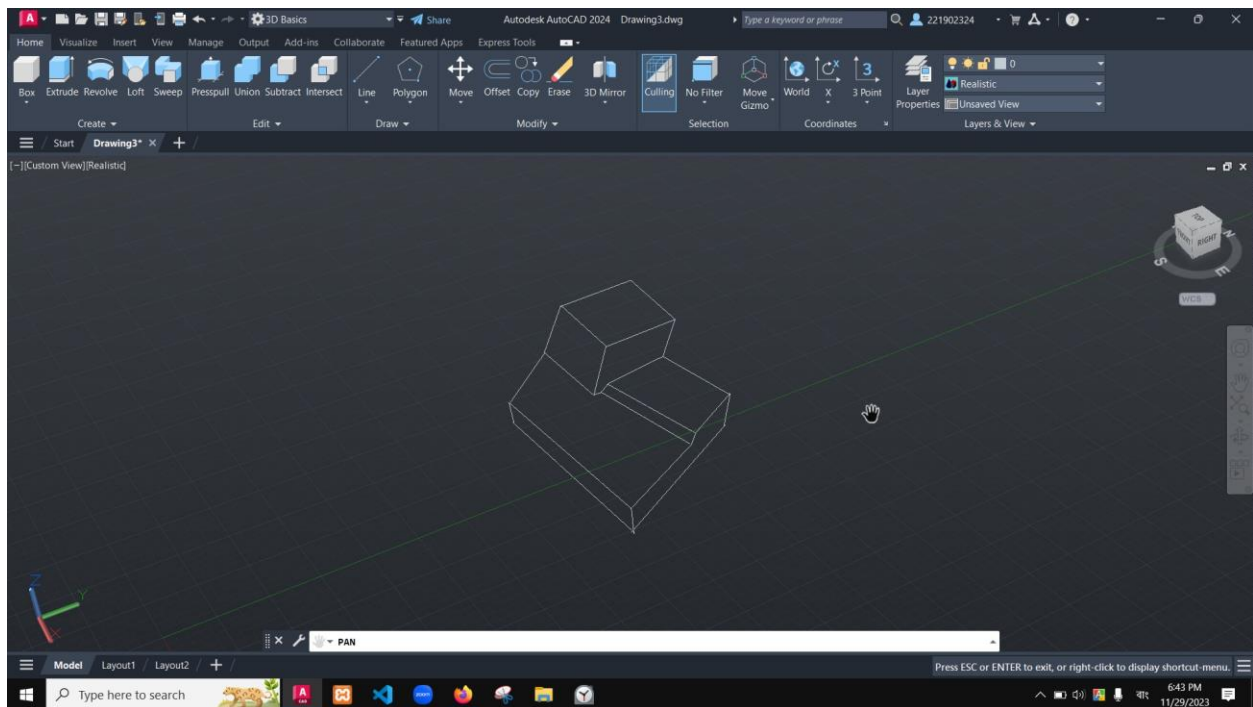 3D Basics Share Autodesk AutoCAD 2024 Drawing3.dwg Type a keyword or phrase 221902324
Home Visualize Insert View Manage Output Add-ins Collaborate Featured Apps Express Tools
Box Extrude Revolve Loft Sweep Presspull Union Subtract Intersect Line Polygon Move Offset Copy Erase 3D Mirror Culling No Filter Move Gizmo World X 3 Point Layer Properties
0
Realistic
Unsaved View
Create Edit Draw Modify Selection Coordinates Layers & View
Start Drawing3* +
[−][Custom View][Realistic]
TOP
FRONT RIGHT
S E N
WCS
Z
Y
X
PAN
Model Layout1 Layout2 + Press ESC or ENTER to exit, or right-click to display shortcut-menu.
Type here to search বাং 6:43 PM
11/29/2023